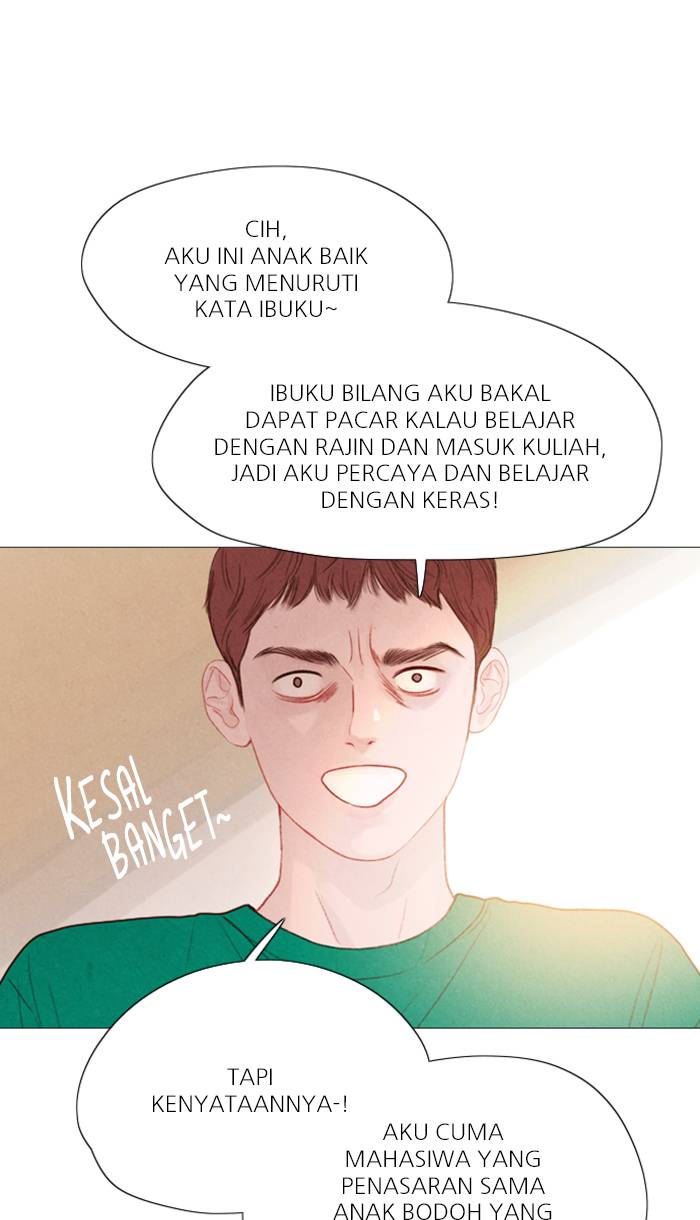 CIH,
AKU INI ANAK BAIK
YANG MENURUTI
KATA IBUKU~
IBUKU BILANG AKU BAKAL
DAPAT PACAR KALAU BELAJAR
DENGAN RAJIN DAN MASUK KULIAH,
JADI AKU PERCAYA DAN BELAJAR
DENGAN KERAS!
KESAL
BANGET~
TAPI
KENYATAANNYA-!
AKU CUMA
MAHASIWA YANG
PENASARAN SAMA
ANAK BODOH YANG